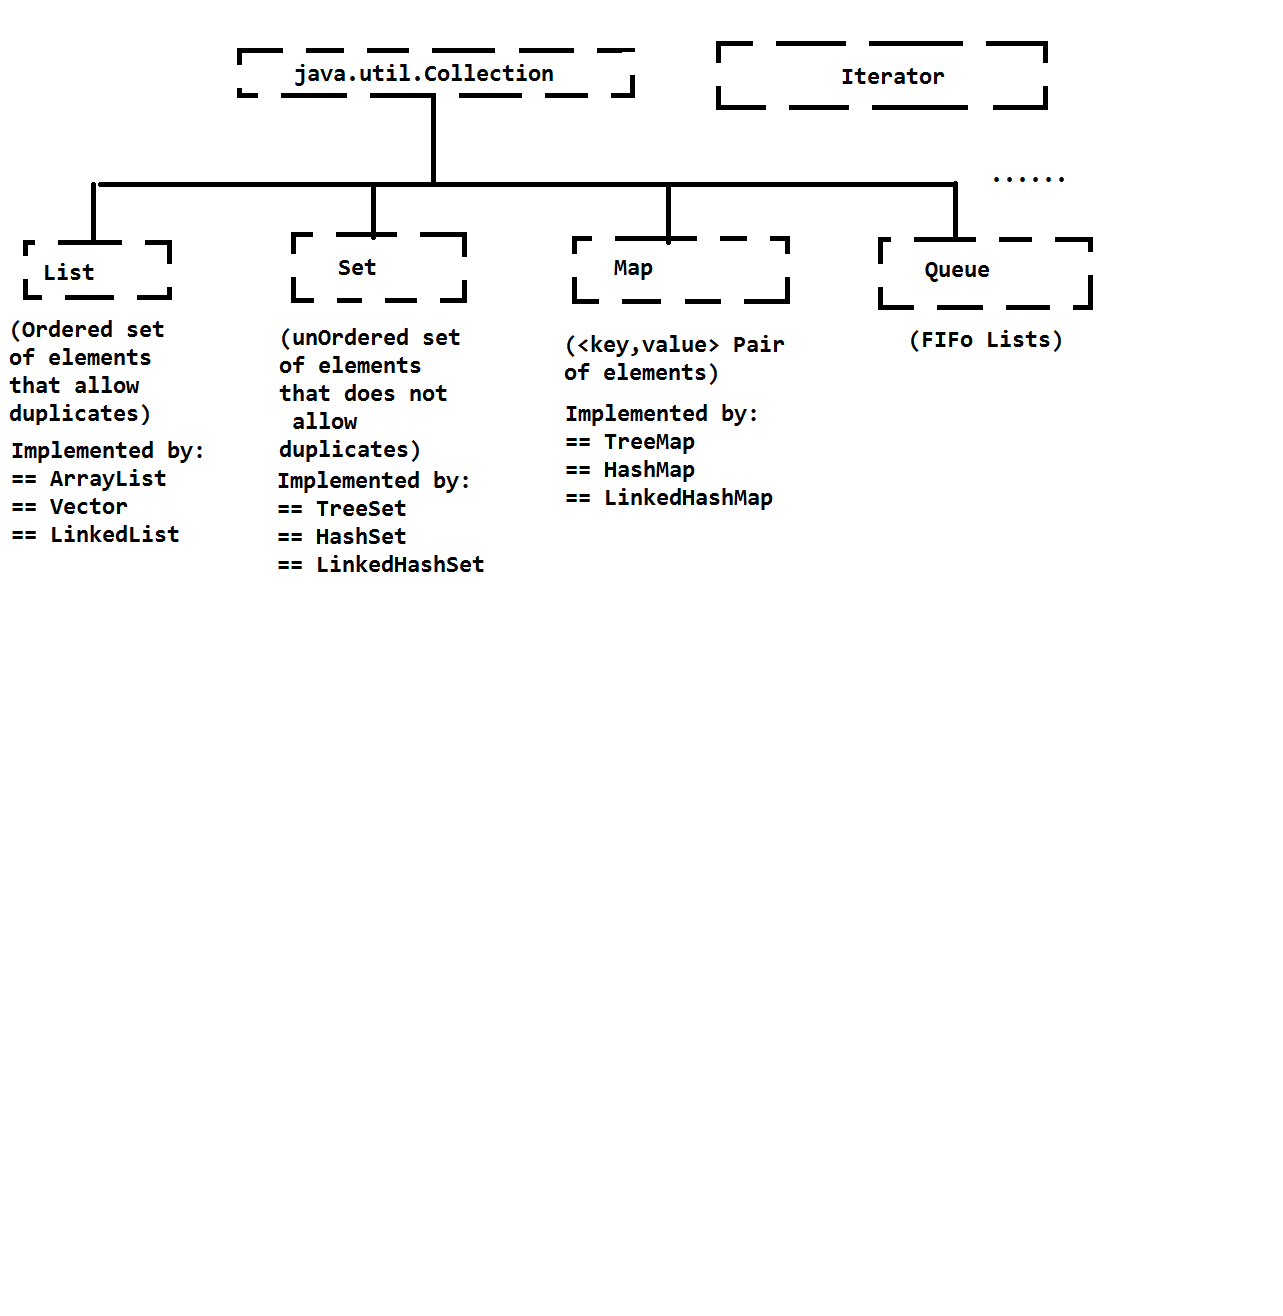 java.util.Collection
Iterator
......
List
Set
Map
Queue
(Ordered set
of elements
that allow
duplicates)
Implemented by:
== ArrayList
== Vector
== LinkedList
(unOrdered set
of elements
that does not
allow
duplicates)
Implemented by:
== TreeSet
== HashSet
== LinkedHashSet
(<key,value> Pair
of elements)
Implemented by:
== TreeMap
== HashMap
== LinkedHashMap
(FIFo Lists)